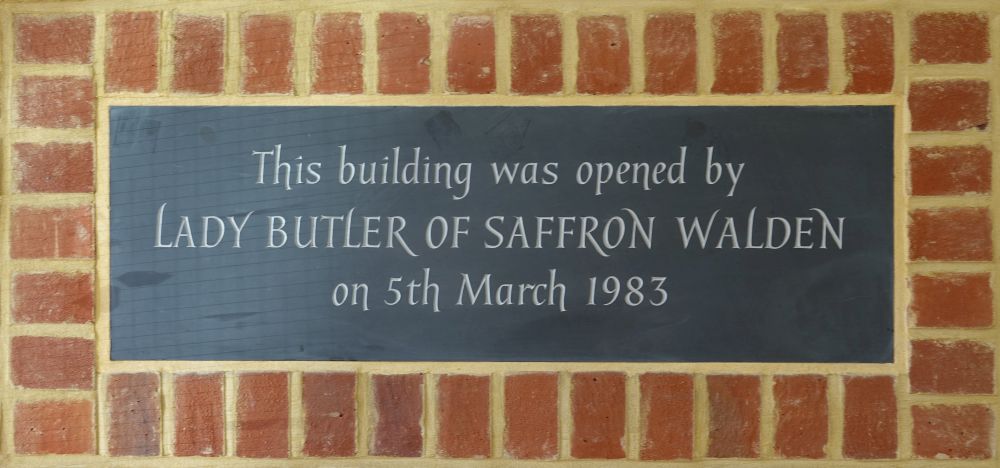 This building was opened by
LADY BUTLER OF SAFFRON WALDEN
on 5th March 1983